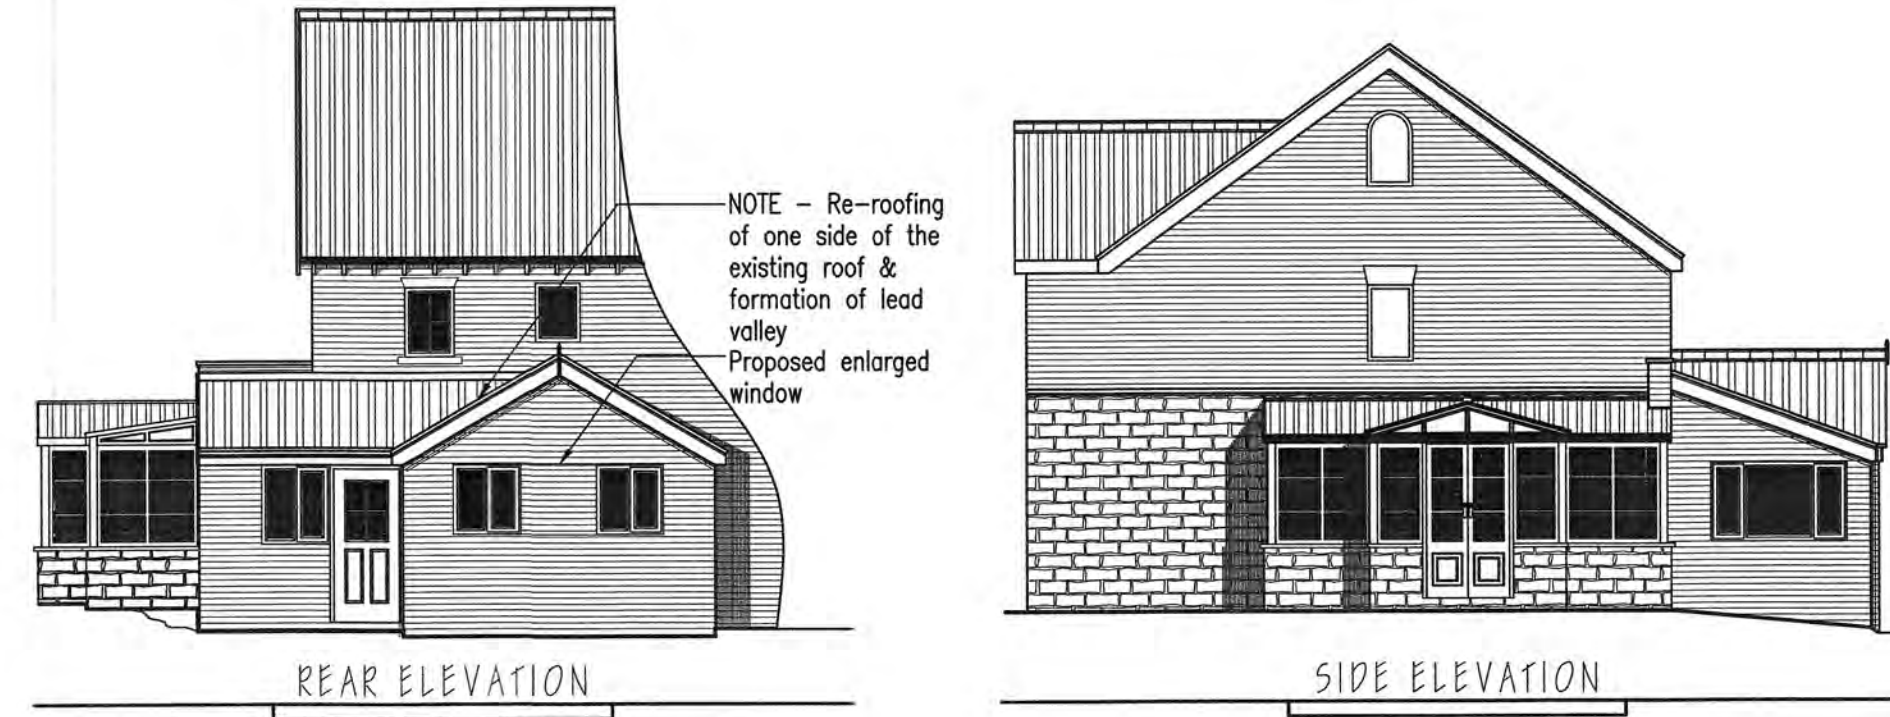 NOTE – Re-roofing
of one side of the
existing roof &
formation of lead
valley
Proposed enlarged
window
REAR ELEVATION
SIDE ELEVATION